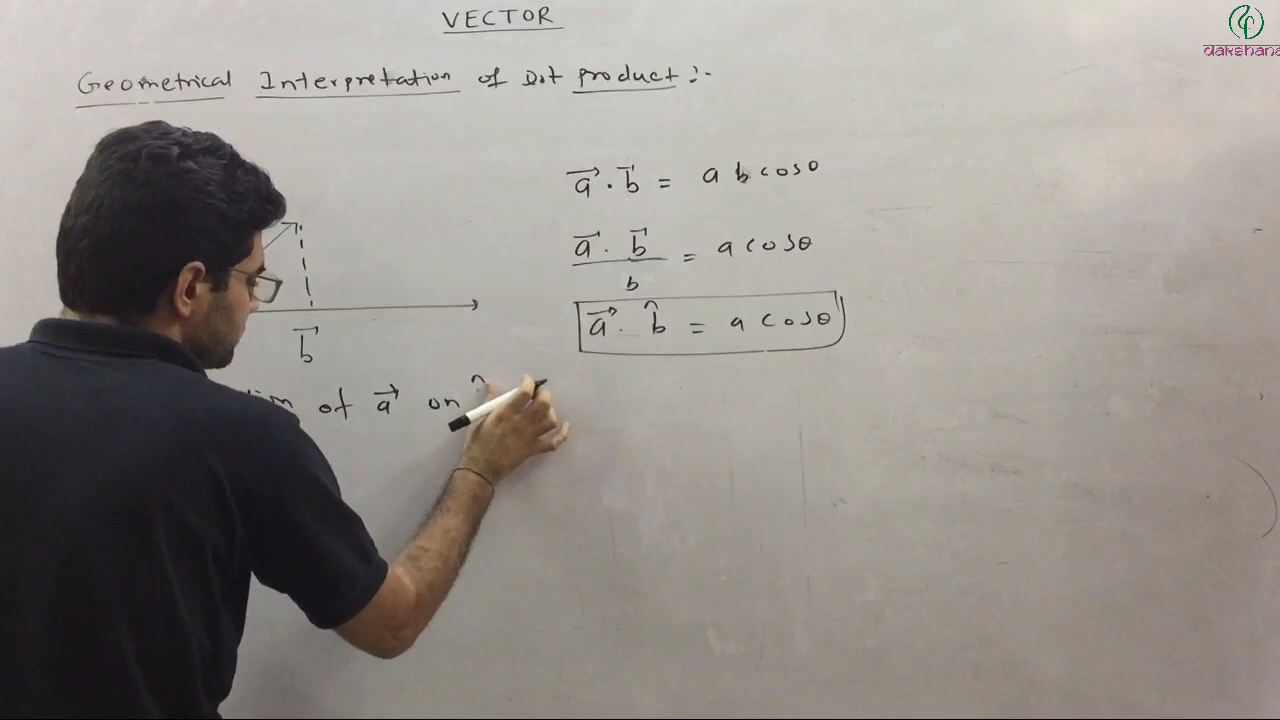 VECTOR
dakshana
Geometrical Interpretation of Dot product :-
a⃗ . b⃗ = a b cosθ
a⃗ . b⃗ / b = a cosθ
a⃗ . b̂ = a cosθ
b⃗
of a⃗ on